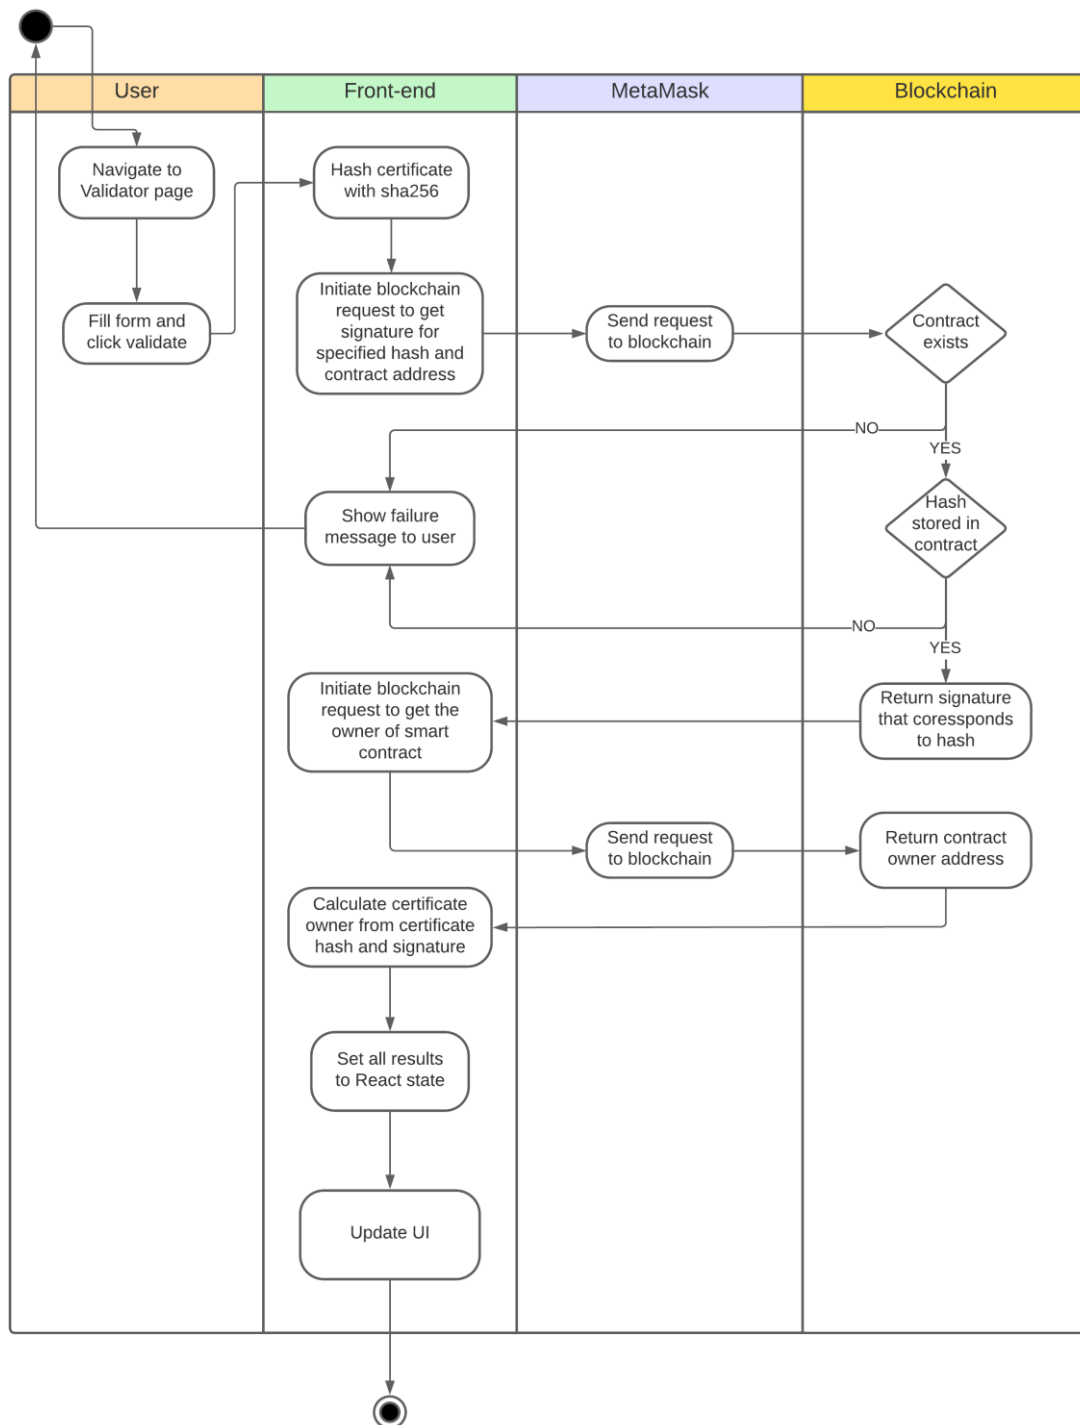 User
Front-end
MetaMask
Blockchain
Navigate to
Validator page
Hash certificate
with sha256
Fill form and
click validate
Initiate blockchain
request to get
signature for
specified hash and
contract address
Send request
to blockchain
Contract
exists
NO
YES
Show failure
message to user
Hash
stored in
contract
NO
YES
Initiate blockchain
request to get the
owner of smart
contract
Return signature
that coressponds
to hash
Send request
to blockchain
Return contract
owner address
Calculate certificate
owner from certificate
hash and signature
Set all results
to React state
Update UI